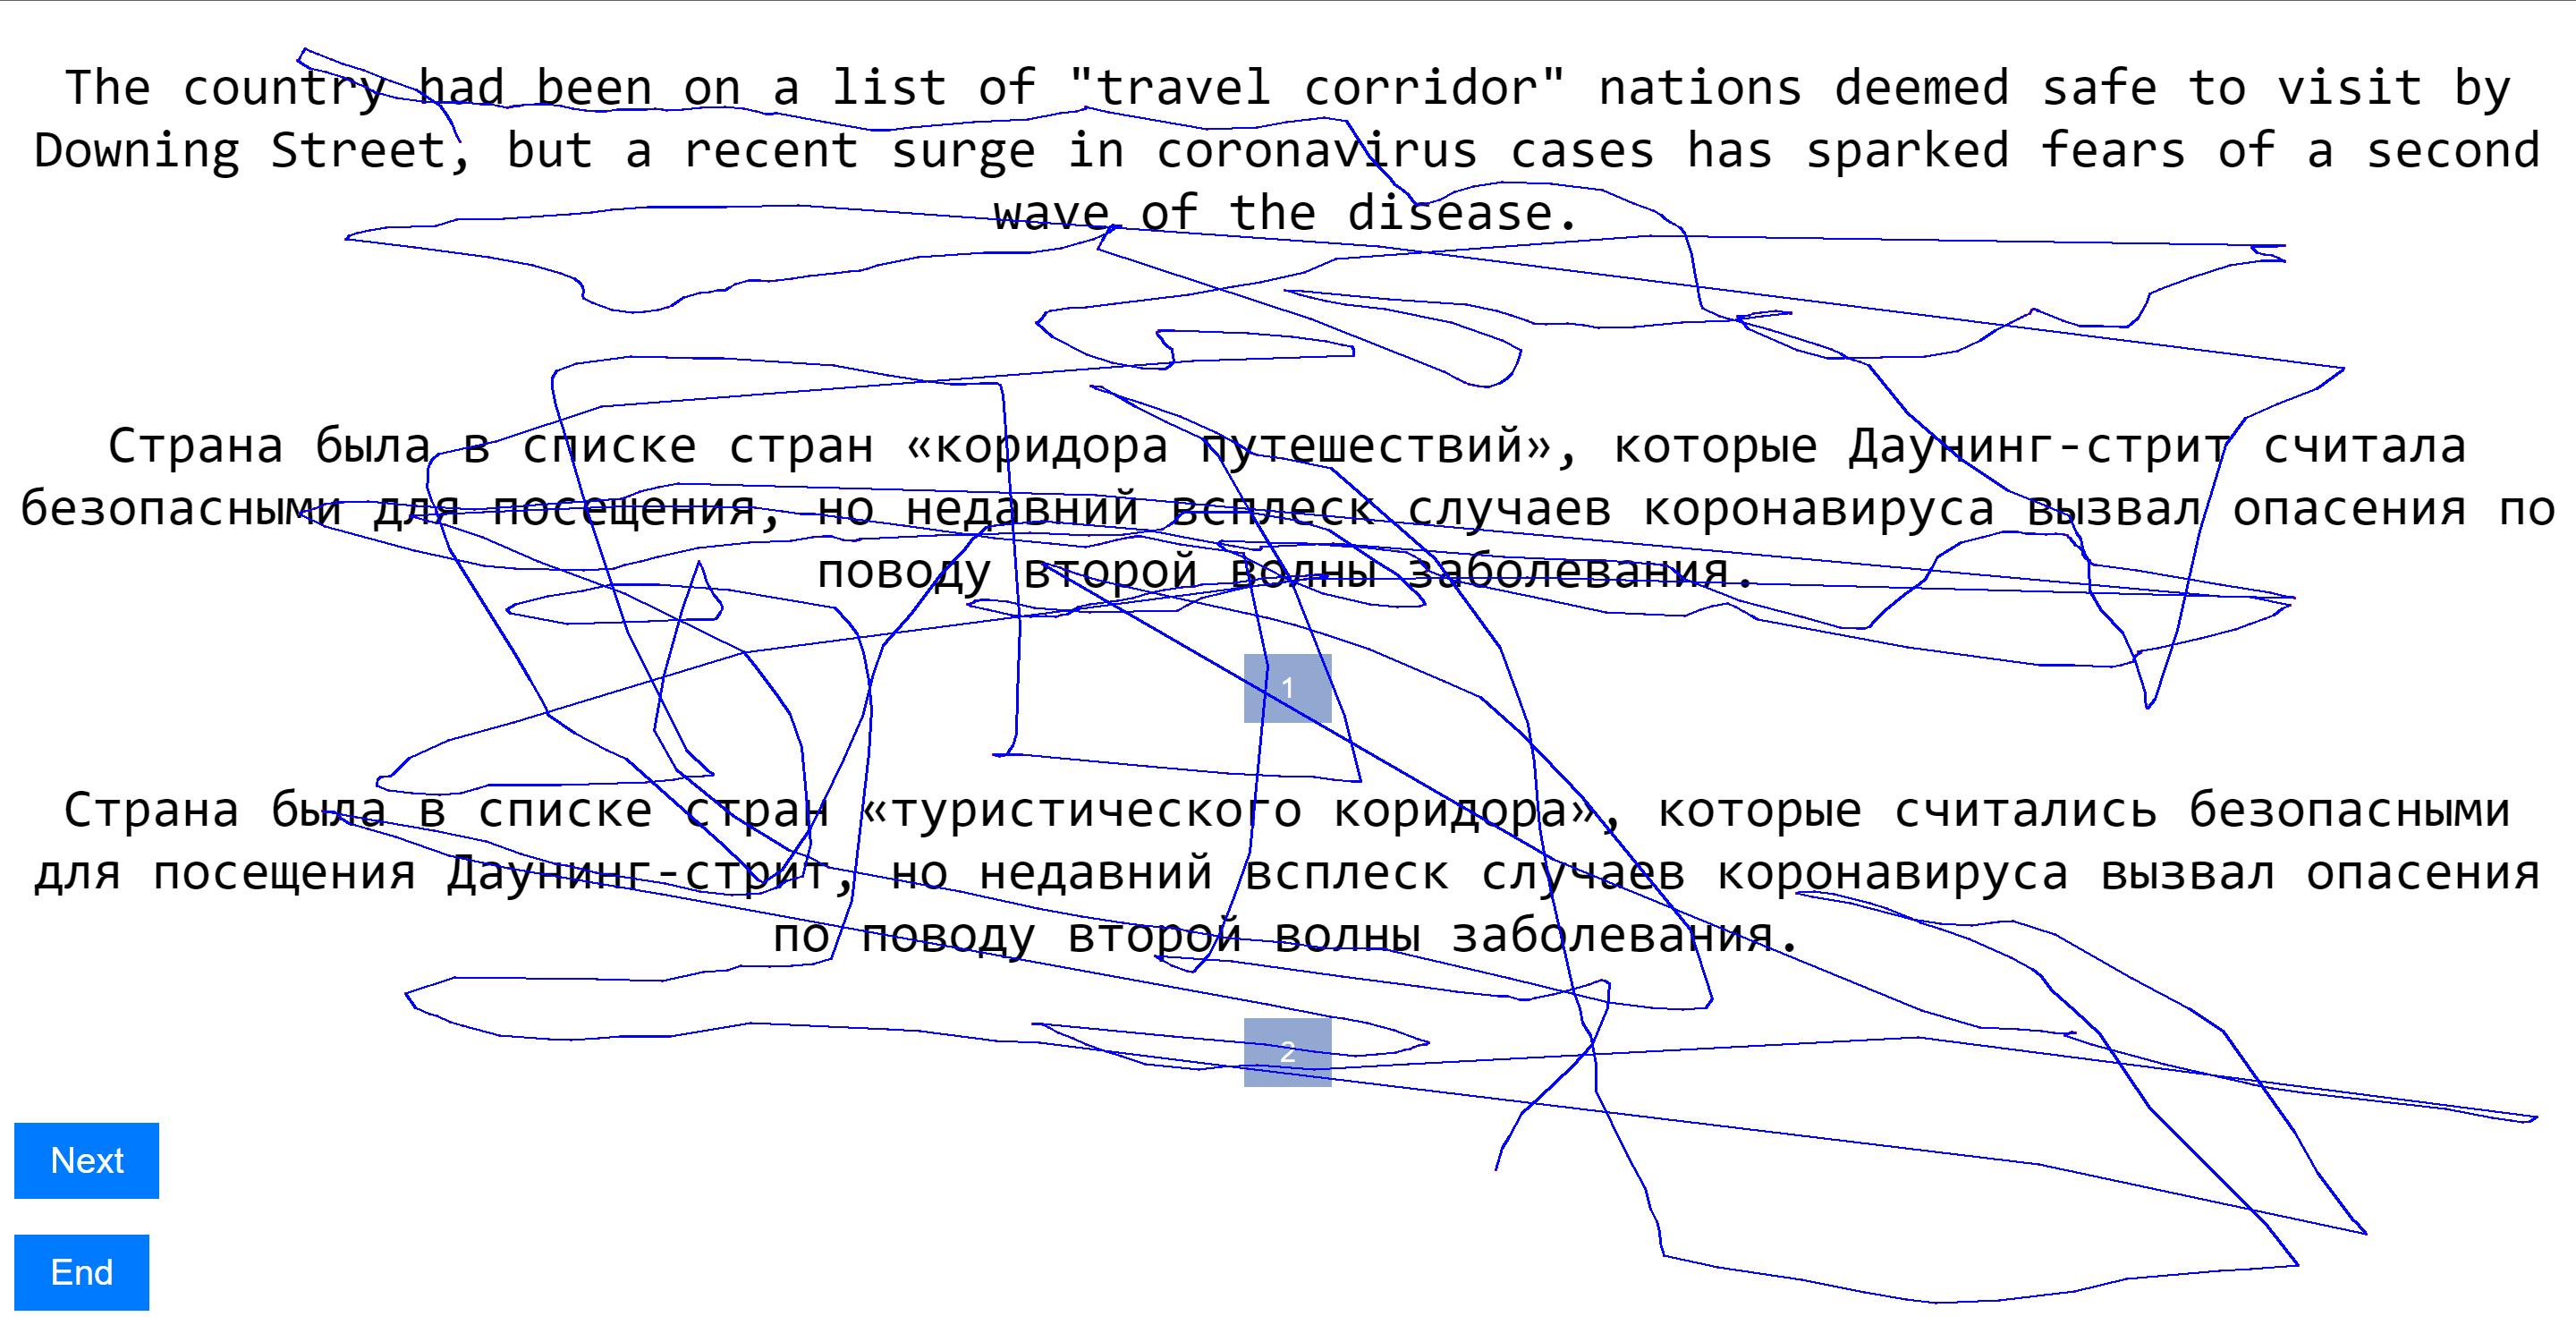 The country had been on a list of "travel corridor" nations deemed safe to visit by
Downing Street, but a recent surge in coronavirus cases has sparked fears of a second
wave of the disease.
Страна была в списке стран «коридора путешествий», которые Даунинг-стрит считала
безопасными для посещения, но недавний всплеск случаев коронавируса вызвал опасения по
поводу второй волны заболевания.
1
Страна была в списке стран «туристического коридора», которые считались безопасными
для посещения Даунинг-стрит, но недавний всплеск случаев коронавируса вызвал опасения
по поводу второй волны заболевания.
2
Next
End